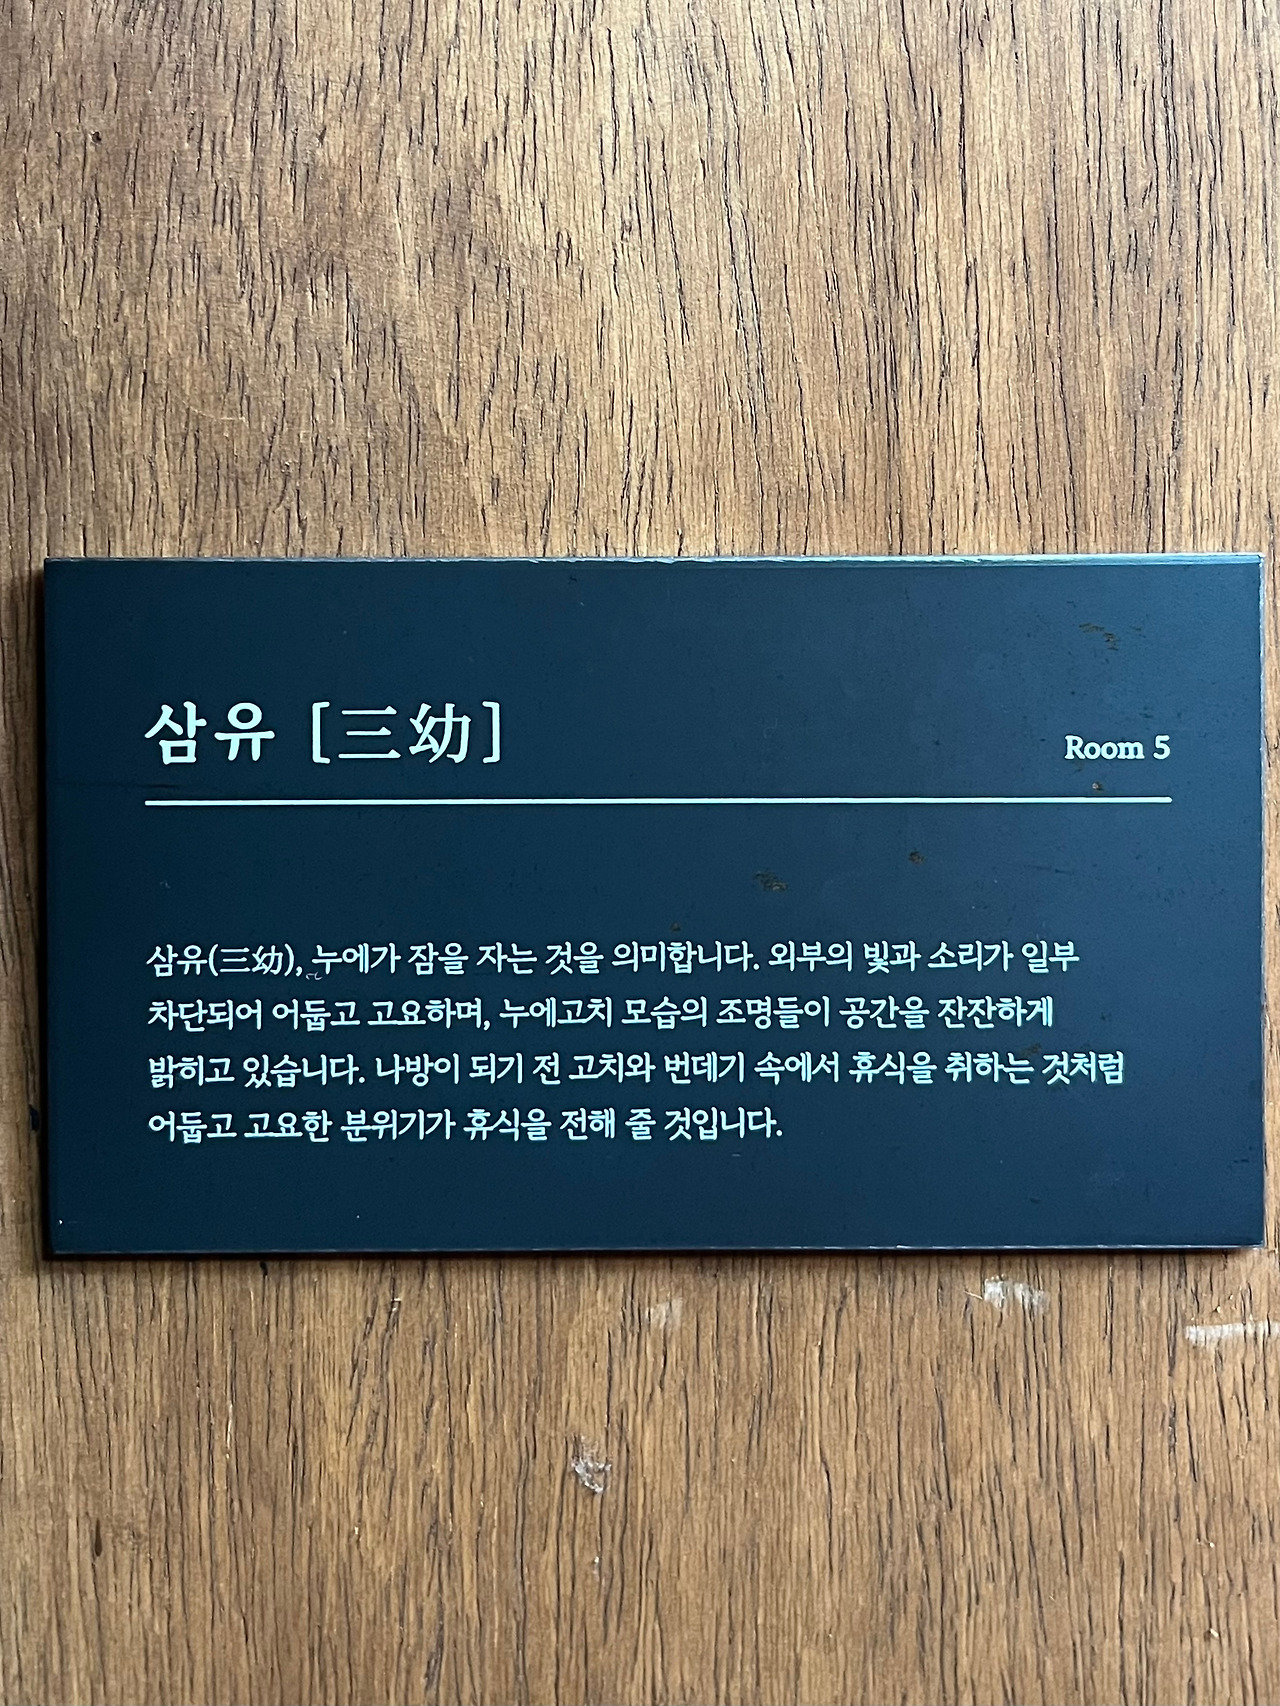 삼유 [三幼]
Room 5
삼유(三幼), 누에가 잠을 자는 것을 의미합니다. 외부의 빛과 소리가 일부
차단되어 어둡고 고요하며, 누에고치 모습의 조명들이 공간을 잔잔하게
밝히고 있습니다. 나방이 되기 전 고치와 번데기 속에서 휴식을 취하는 것처럼
어둡고 고요한 분위기가 휴식을 전해 줄 것입니다.